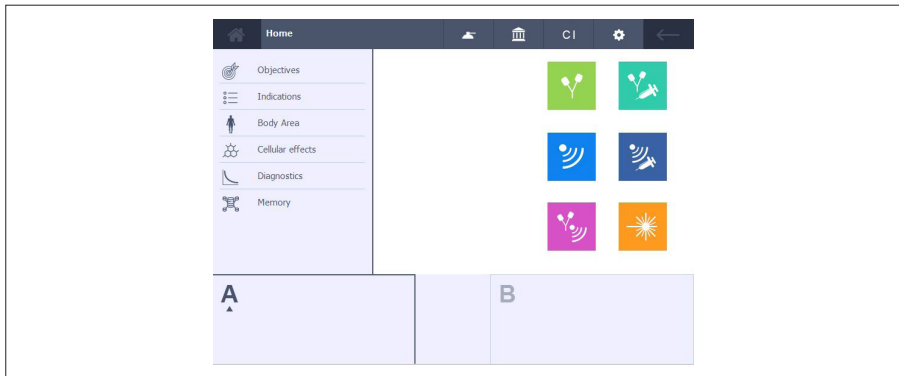 Home
CI
Objectives
Indications
Body Area
Cellular effects
Diagnostics
Memory
A
B